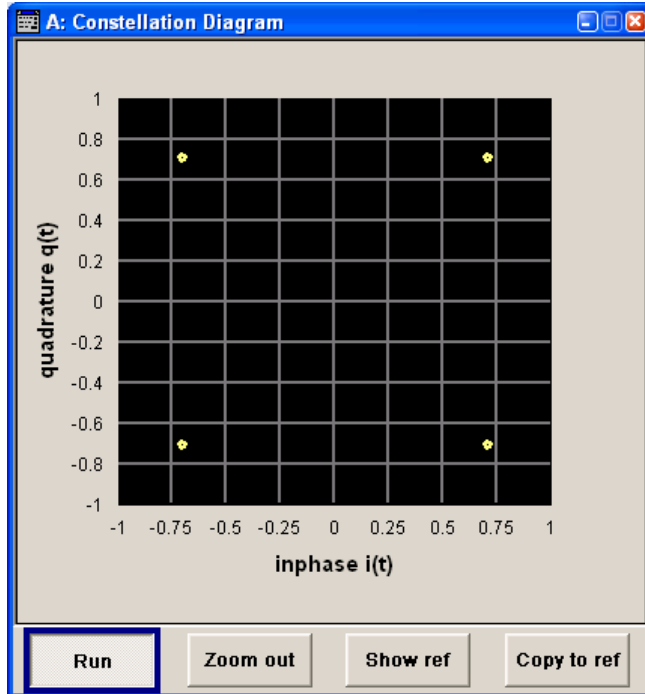 A: Constellation Diagram
1
0.8
0.6
0.4
0.2
0
-0.2
-0.4
-0.6
-0.8
-1
quadrature q(t)
-1 -0.75 -0.5 -0.25 0 0.25 0.5 0.75 1
inphase i(t)
Run Zoom out Show ref Copy to ref